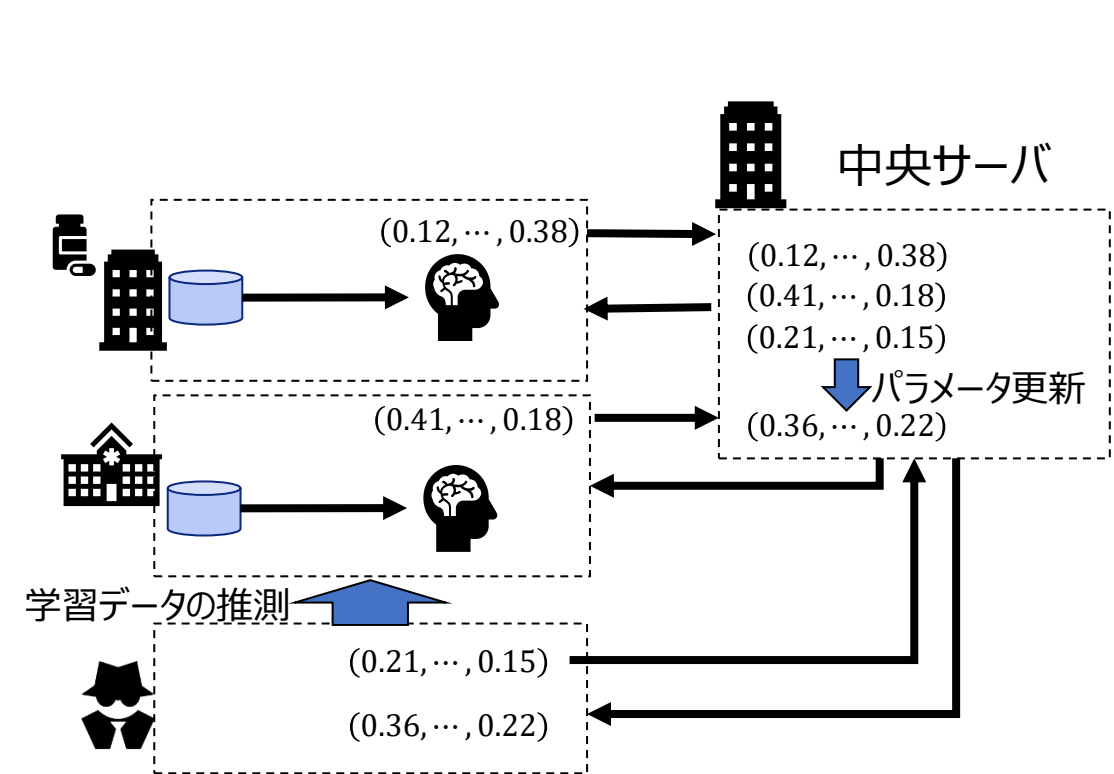 中央サーバ
(0.12, ⋯ , 0.38)
(0.12, ⋯ , 0.38)
(0.41, ⋯ , 0.18)
(0.21, ⋯ , 0.15)
パラメータ更新
(0.36, ⋯ , 0.22)
(0.41, ⋯ , 0.18)
学習データの推測
(0.21, ⋯ , 0.15)
(0.36, ⋯ , 0.22)